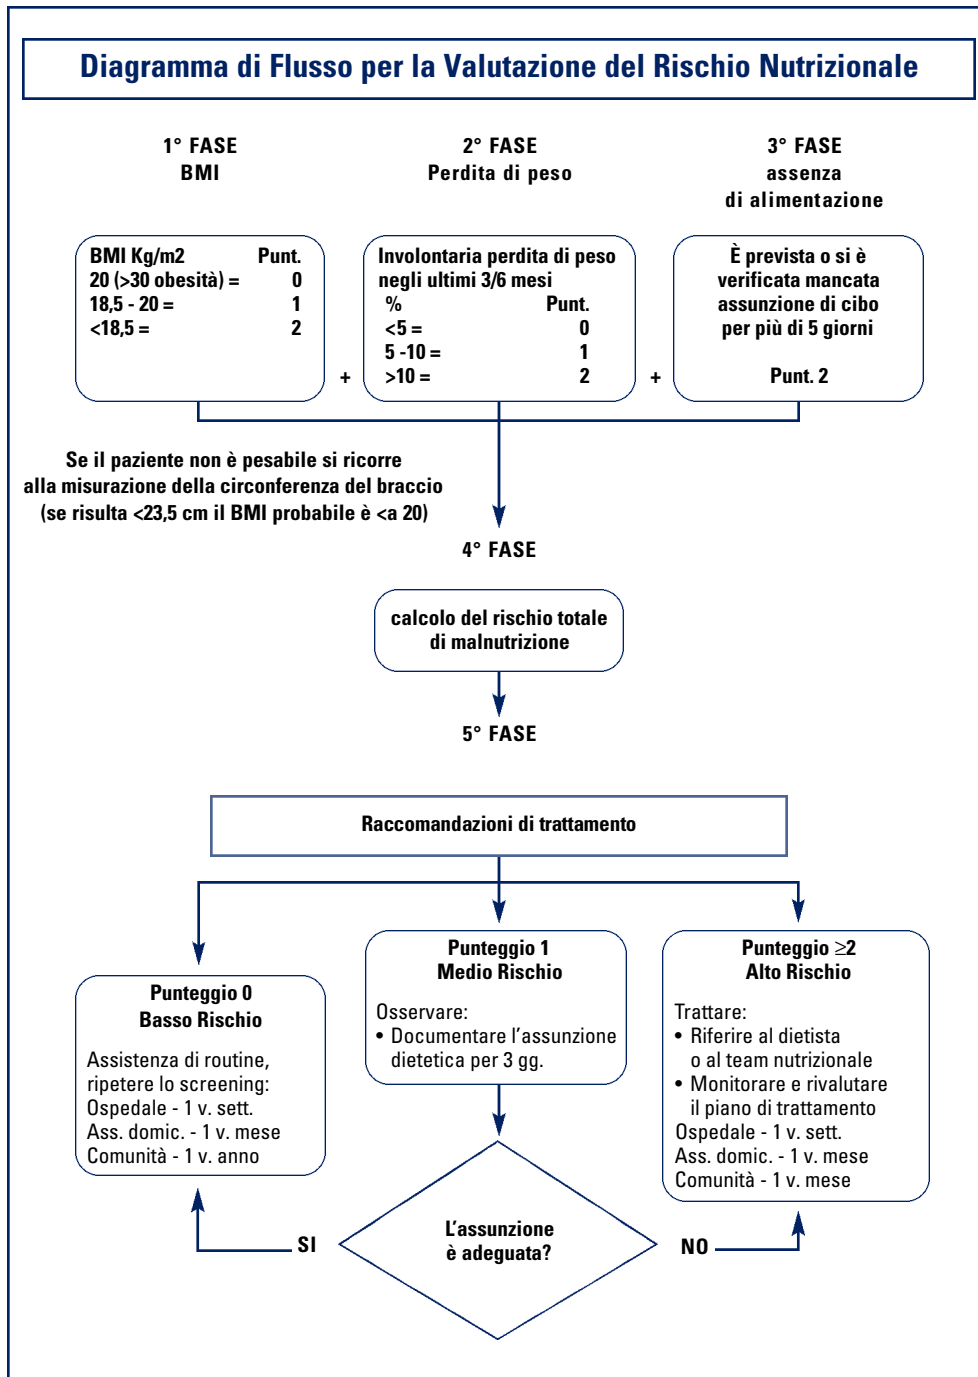 Diagramma di Flusso per la Valutazione del Rischio Nutrizionale
1° FASE
BMI
2° FASE
Perdita di peso
3° FASE
assenza
di alimentazione
BMI Kg/m2 Punt.
20 (>30 obesità) = 0
18,5 - 20 = 1
<18,5 = 2
+
Involontaria perdita di peso
negli ultimi 3/6 mesi
% Punt.
<5 = 0
5 -10 = 1
>10 = 2
+
È prevista o si è
verificata mancata
assunzione di cibo
per più di 5 giorni
Punt. 2
Se il paziente non è pesabile si ricorre
alla misurazione della circonferenza del braccio
(se risulta <23,5 cm il BMI probabile è <a 20)
4° FASE
calcolo del rischio totale
di malnutrizione
5° FASE
Raccomandazioni di trattamento
Punteggio 0
Basso Rischio
Assistenza di routine,
ripetere lo screening:
Ospedale - 1 v. sett.
Ass. domic. - 1 v. mese
Comunità - 1 v. anno
Punteggio 1
Medio Rischio
Osservare:
• Documentare l'assunzione
dietetica per 3 gg.
Punteggio ≥2
Alto Rischio
Trattare:
• Riferire al dietista
o al team nutrizionale
• Monitorare e rivalutare
il piano di trattamento
Ospedale - 1 v. sett.
Ass. domic. - 1 v. mese
Comunità - 1 v. mese
SI
L'assunzione
è adeguata?
NO